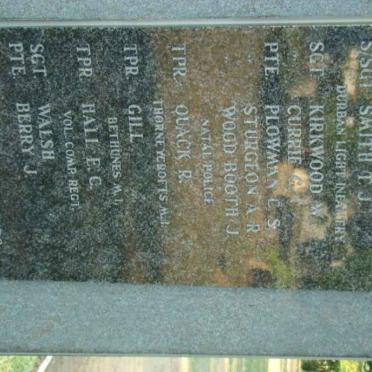 S/SGT SMITH T. J.
DURBAN LIGHT INFANTRY
SGT KIRKWOOD W.
CURRIE A.
PTE PLOWMAN C. S.
STURGEON A. R.
WOOD BOOTH J.
NATAL POLICE
TPR QUACK R.
THORNEYCROFTS M.I.
TPR GILL
BETHUNES M.I.
TPR HALL E. C.
VOL. COMP. REGT.
SGT WALSH
PTE BERRY J.